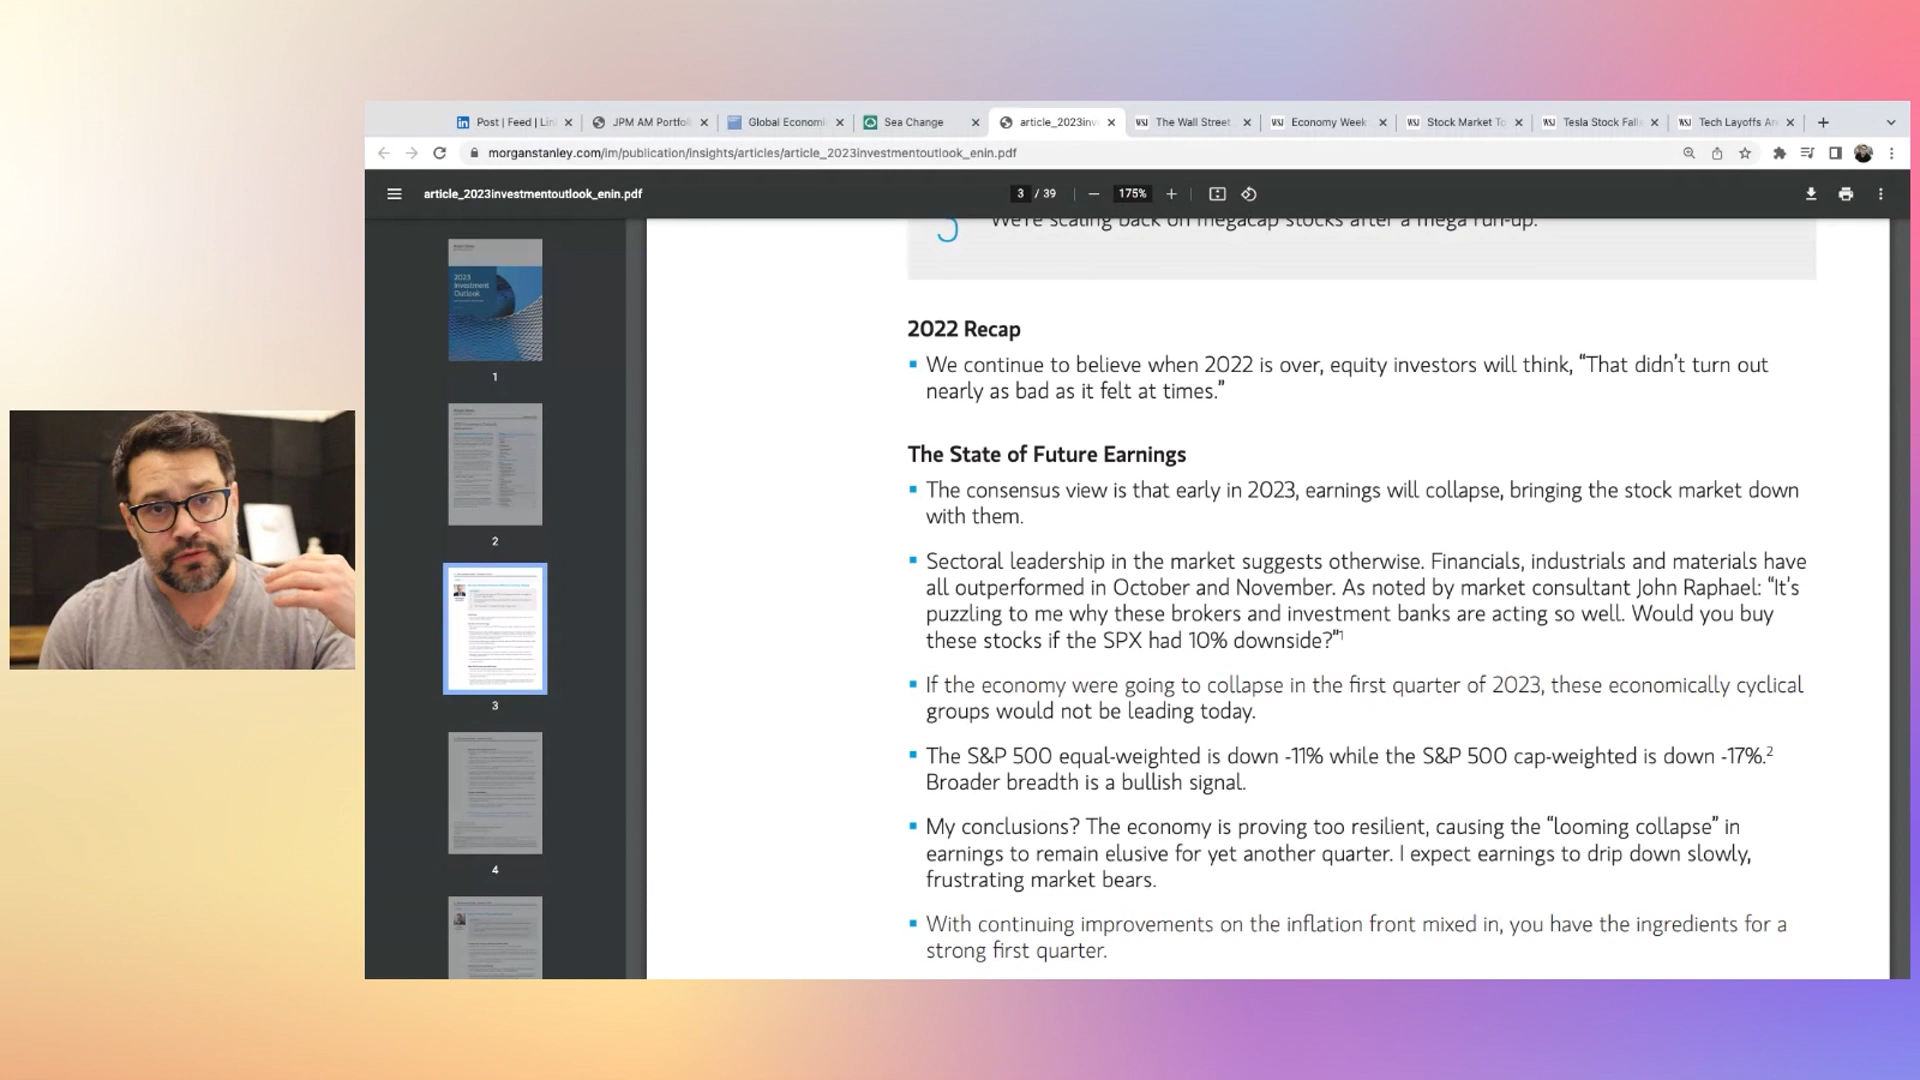 Post | Feed | Lin
JPM AM Portfoli
Global Economi
Sea Change
article_2023inv
The Wall Street
Economy Week
Stock Market To
Tesla Stock Fall
Tech Layoffs An
morganstanley.com/im/publication/insights/articles/article_2023investmentoutlook_enin.pdf
article_2023investmentoutlook_enin.pdf
3 / 39
175%
2023
Investment
Outlook
1
2
3
4
3 We're scaling back on megacap stocks after a mega run-up.
2022 Recap
▪ We continue to believe when 2022 is over, equity investors will think, “That didn’t turn out
nearly as bad as it felt at times.”
The State of Future Earnings
▪ The consensus view is that early in 2023, earnings will collapse, bringing the stock market down
with them.
▪ Sectoral leadership in the market suggests otherwise. Financials, industrials and materials have
all outperformed in October and November. As noted by market consultant John Raphael: “It’s
puzzling to me why these brokers and investment banks are acting so well. Would you buy
these stocks if the SPX had 10% downside?”1
▪ If the economy were going to collapse in the first quarter of 2023, these economically cyclical
groups would not be leading today.
▪ The S&P 500 equal-weighted is down -11% while the S&P 500 cap-weighted is down -17%.2
Broader breadth is a bullish signal.
▪ My conclusions? The economy is proving too resilient, causing the “looming collapse” in
earnings to remain elusive for yet another quarter. I expect earnings to drip down slowly,
frustrating market bears.
▪ With continuing improvements on the inflation front mixed in, you have the ingredients for a
strong first quarter.